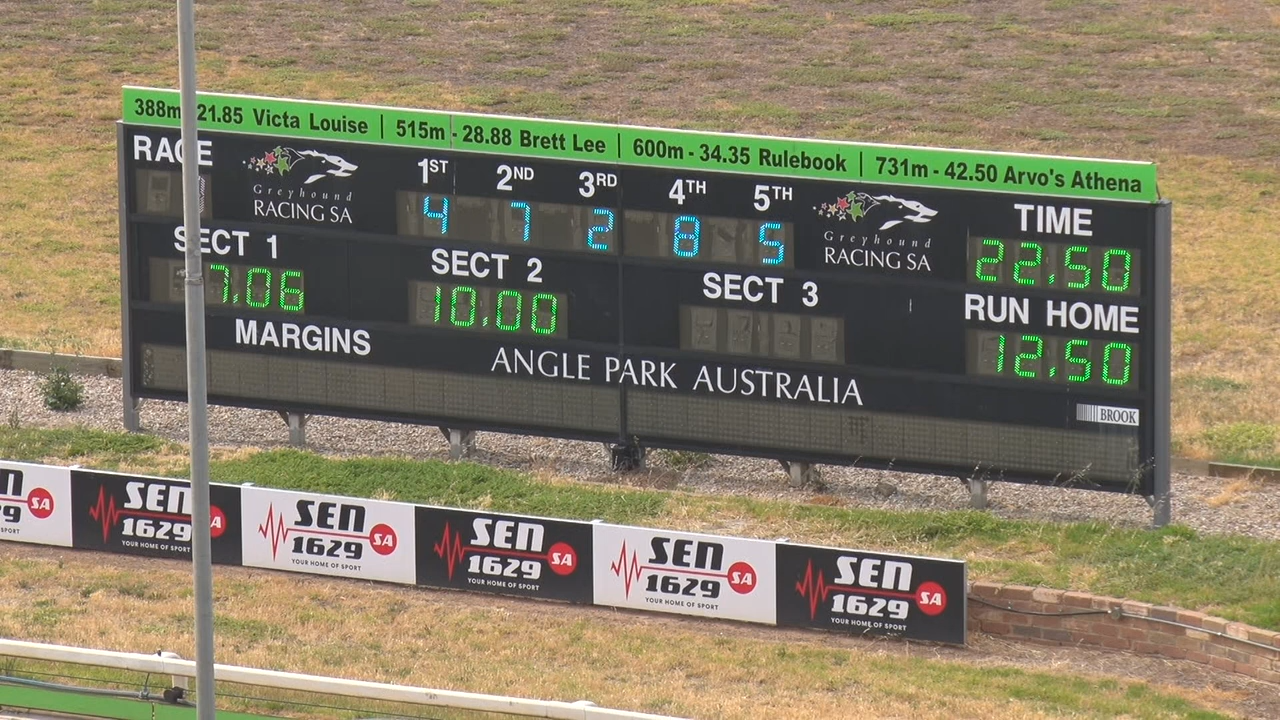 388m - 21.85 Victa Louise | 515m - 28.88 Brett Lee | 600m - 34.35 Rulebook | 731m - 42.50 Arvo's Athena
RACE
Greyhound
RACING SA
1ST 2ND 3RD 4TH 5TH
4 7 2 8 5
Greyhound
RACING SA
TIME
22.50
SECT 1
7.06
SECT 2
10.00
SECT 3
RUN HOME
12.50
MARGINS
ANGLE PARK AUSTRALIA
BROOK
SA
SPORT
SEN
1629 SA
SEN
1629 SA
YOUR HOME OF SPORT
SEN
1629 SA
YOUR HOME OF SPORT
SEN
1629 SA
YOUR HOME OF SPORT
SEN
1629 SA
YOUR HOME OF SPORT